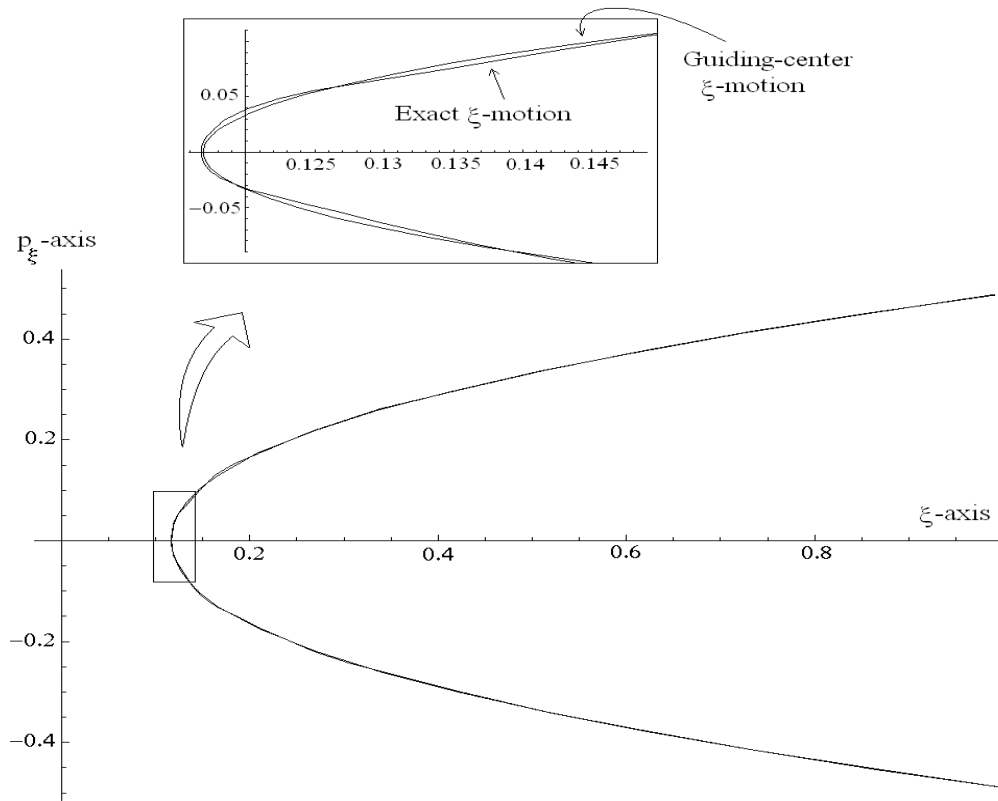 Guiding-center
ξ-motion
0.05
Exact ξ-motion
0.125 0.13 0.135 0.14 0.145
−0.05
pξ-axis
0.4
0.2
ξ-axis
0.2 0.4 0.6 0.8
−0.2
−0.4